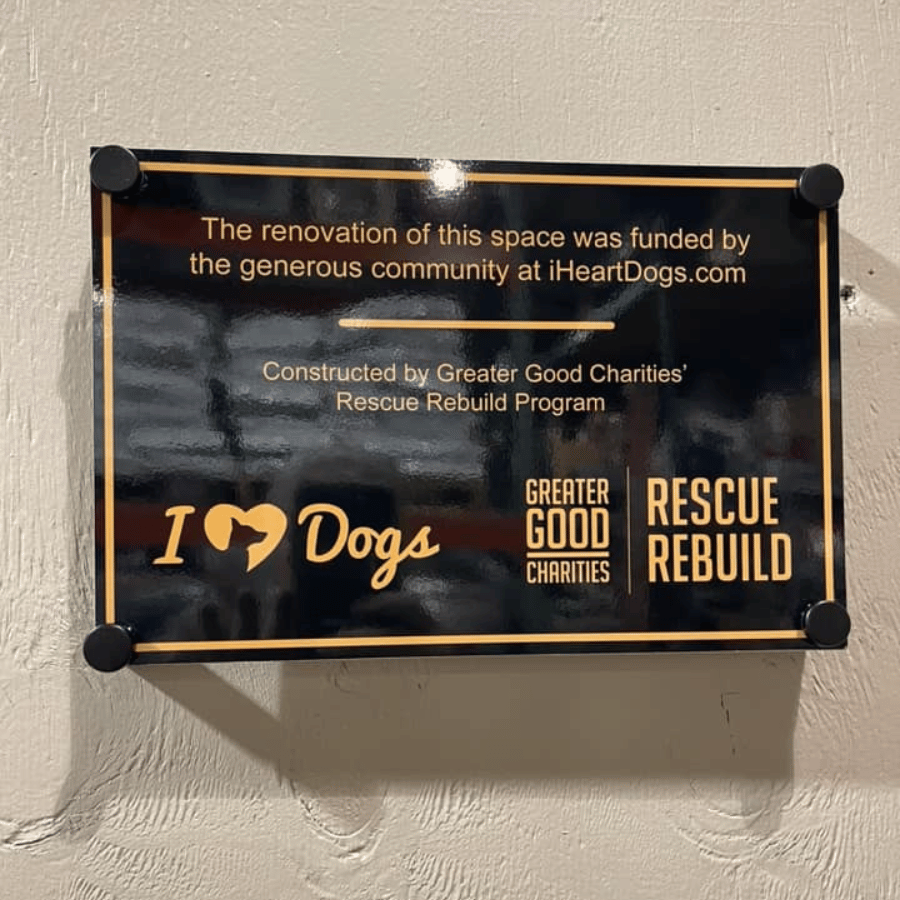 The renovation of this space was funded by
the generous community at iHeartDogs.com
Constructed by Greater Good Charities'
Rescue Rebuild Program
I Dogs
GREATER
GOOD
CHARITIES
RESCUE
REBUILD